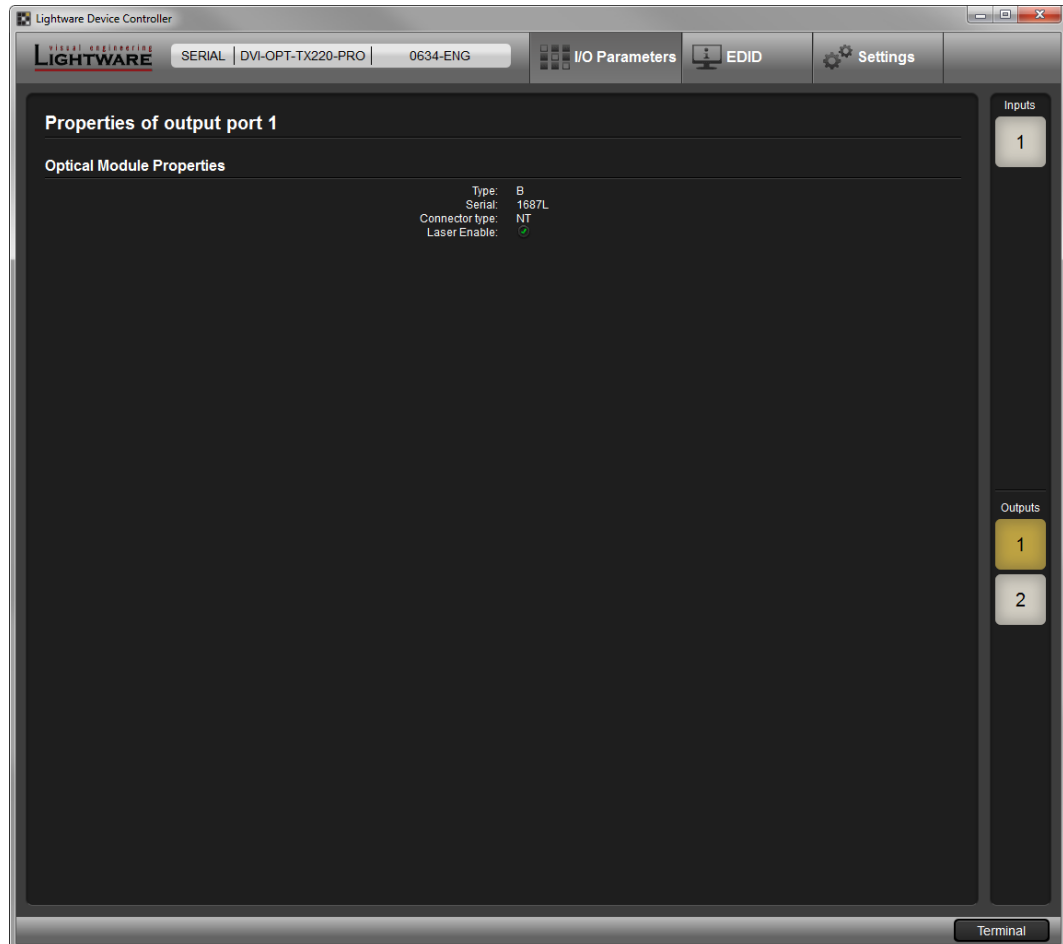 Lightware Device Controller
visual engineering
LIGHTWARE
SERIAL DVI-OPT-TX220-PRO 0634-ENG
I/O Parameters
EDID
Settings
Properties of output port 1
Optical Module Properties
Type: B
Serial: 1687L
Connector type: NT
Laser Enable:
Inputs
1
Outputs
1
2
Terminal